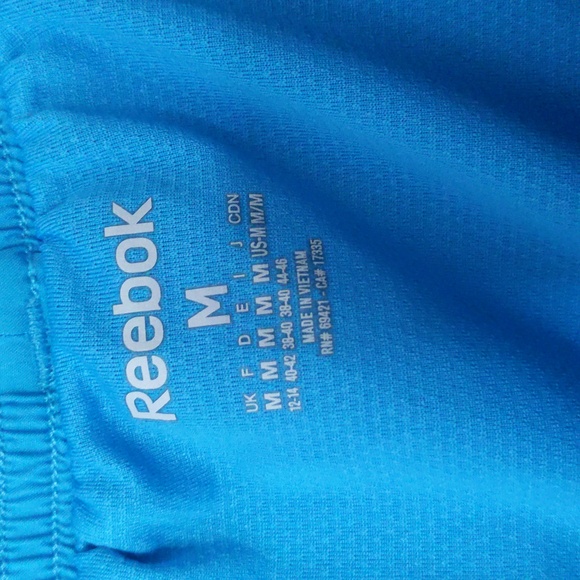 Reebok
M
UK F D E I J CDN
M M M M M M US-M M/M
12-14 40-42 38-40 38-40 44-46
MADE IN VIETNAM
RN# 69421 - CA# 17335